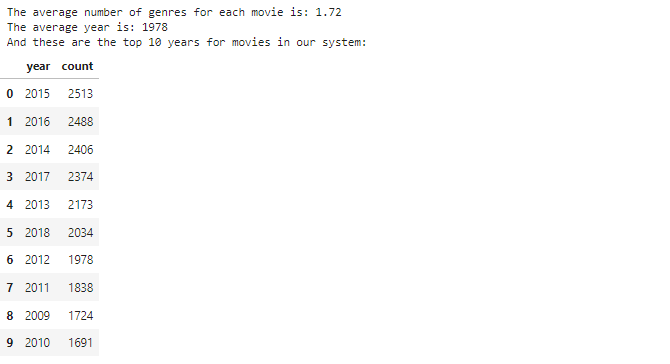 The average number of genres for each movie is: 1.72
The average year is: 1978
And these are the top 10 years for movies in our system:
year count
0 2015 2513
1 2016 2488
2 2014 2406
3 2017 2374
4 2013 2173
5 2018 2034
6 2012 1978
7 2011 1838
8 2009 1724
9 2010 1691